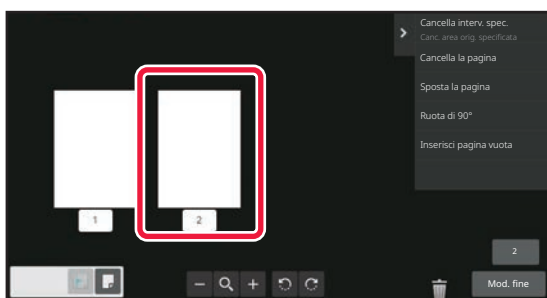 Cancella interv. spec.
Canc. area orig. specificata
Cancella la pagina
Sposta la pagina
Ruota di 90°
Inserisci pagina vuota
1
2
2
Mod. fine